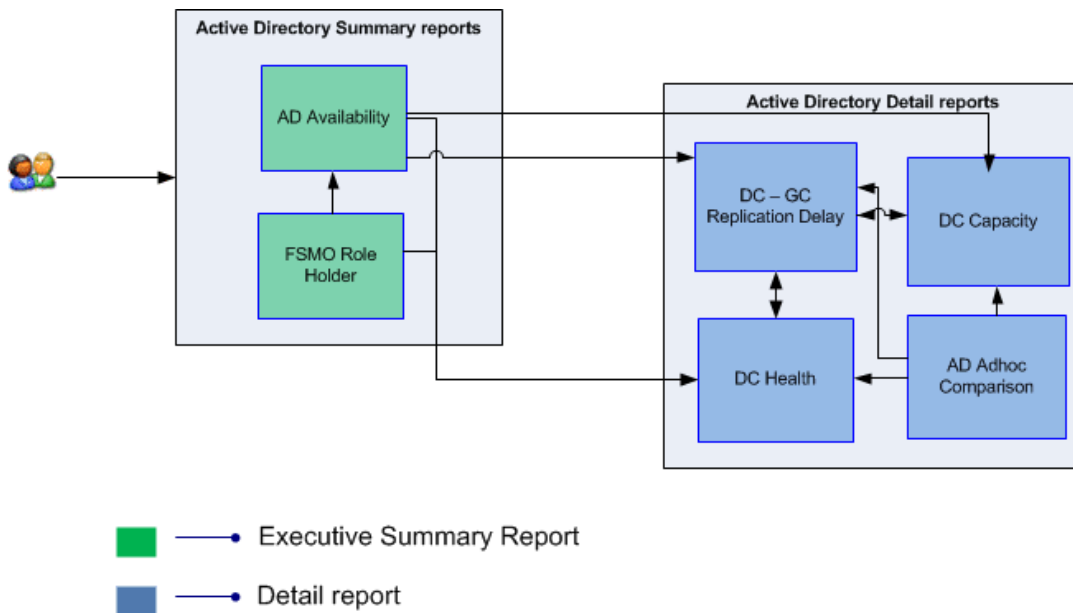 Active Directory Summary reports
AD Availability
FSMO Role
Holder
Active Directory Detail reports
DC – GC
Replication Delay
DC Capacity
DC Health
AD Adhoc
Comparison
Executive Summary Report
Detail report